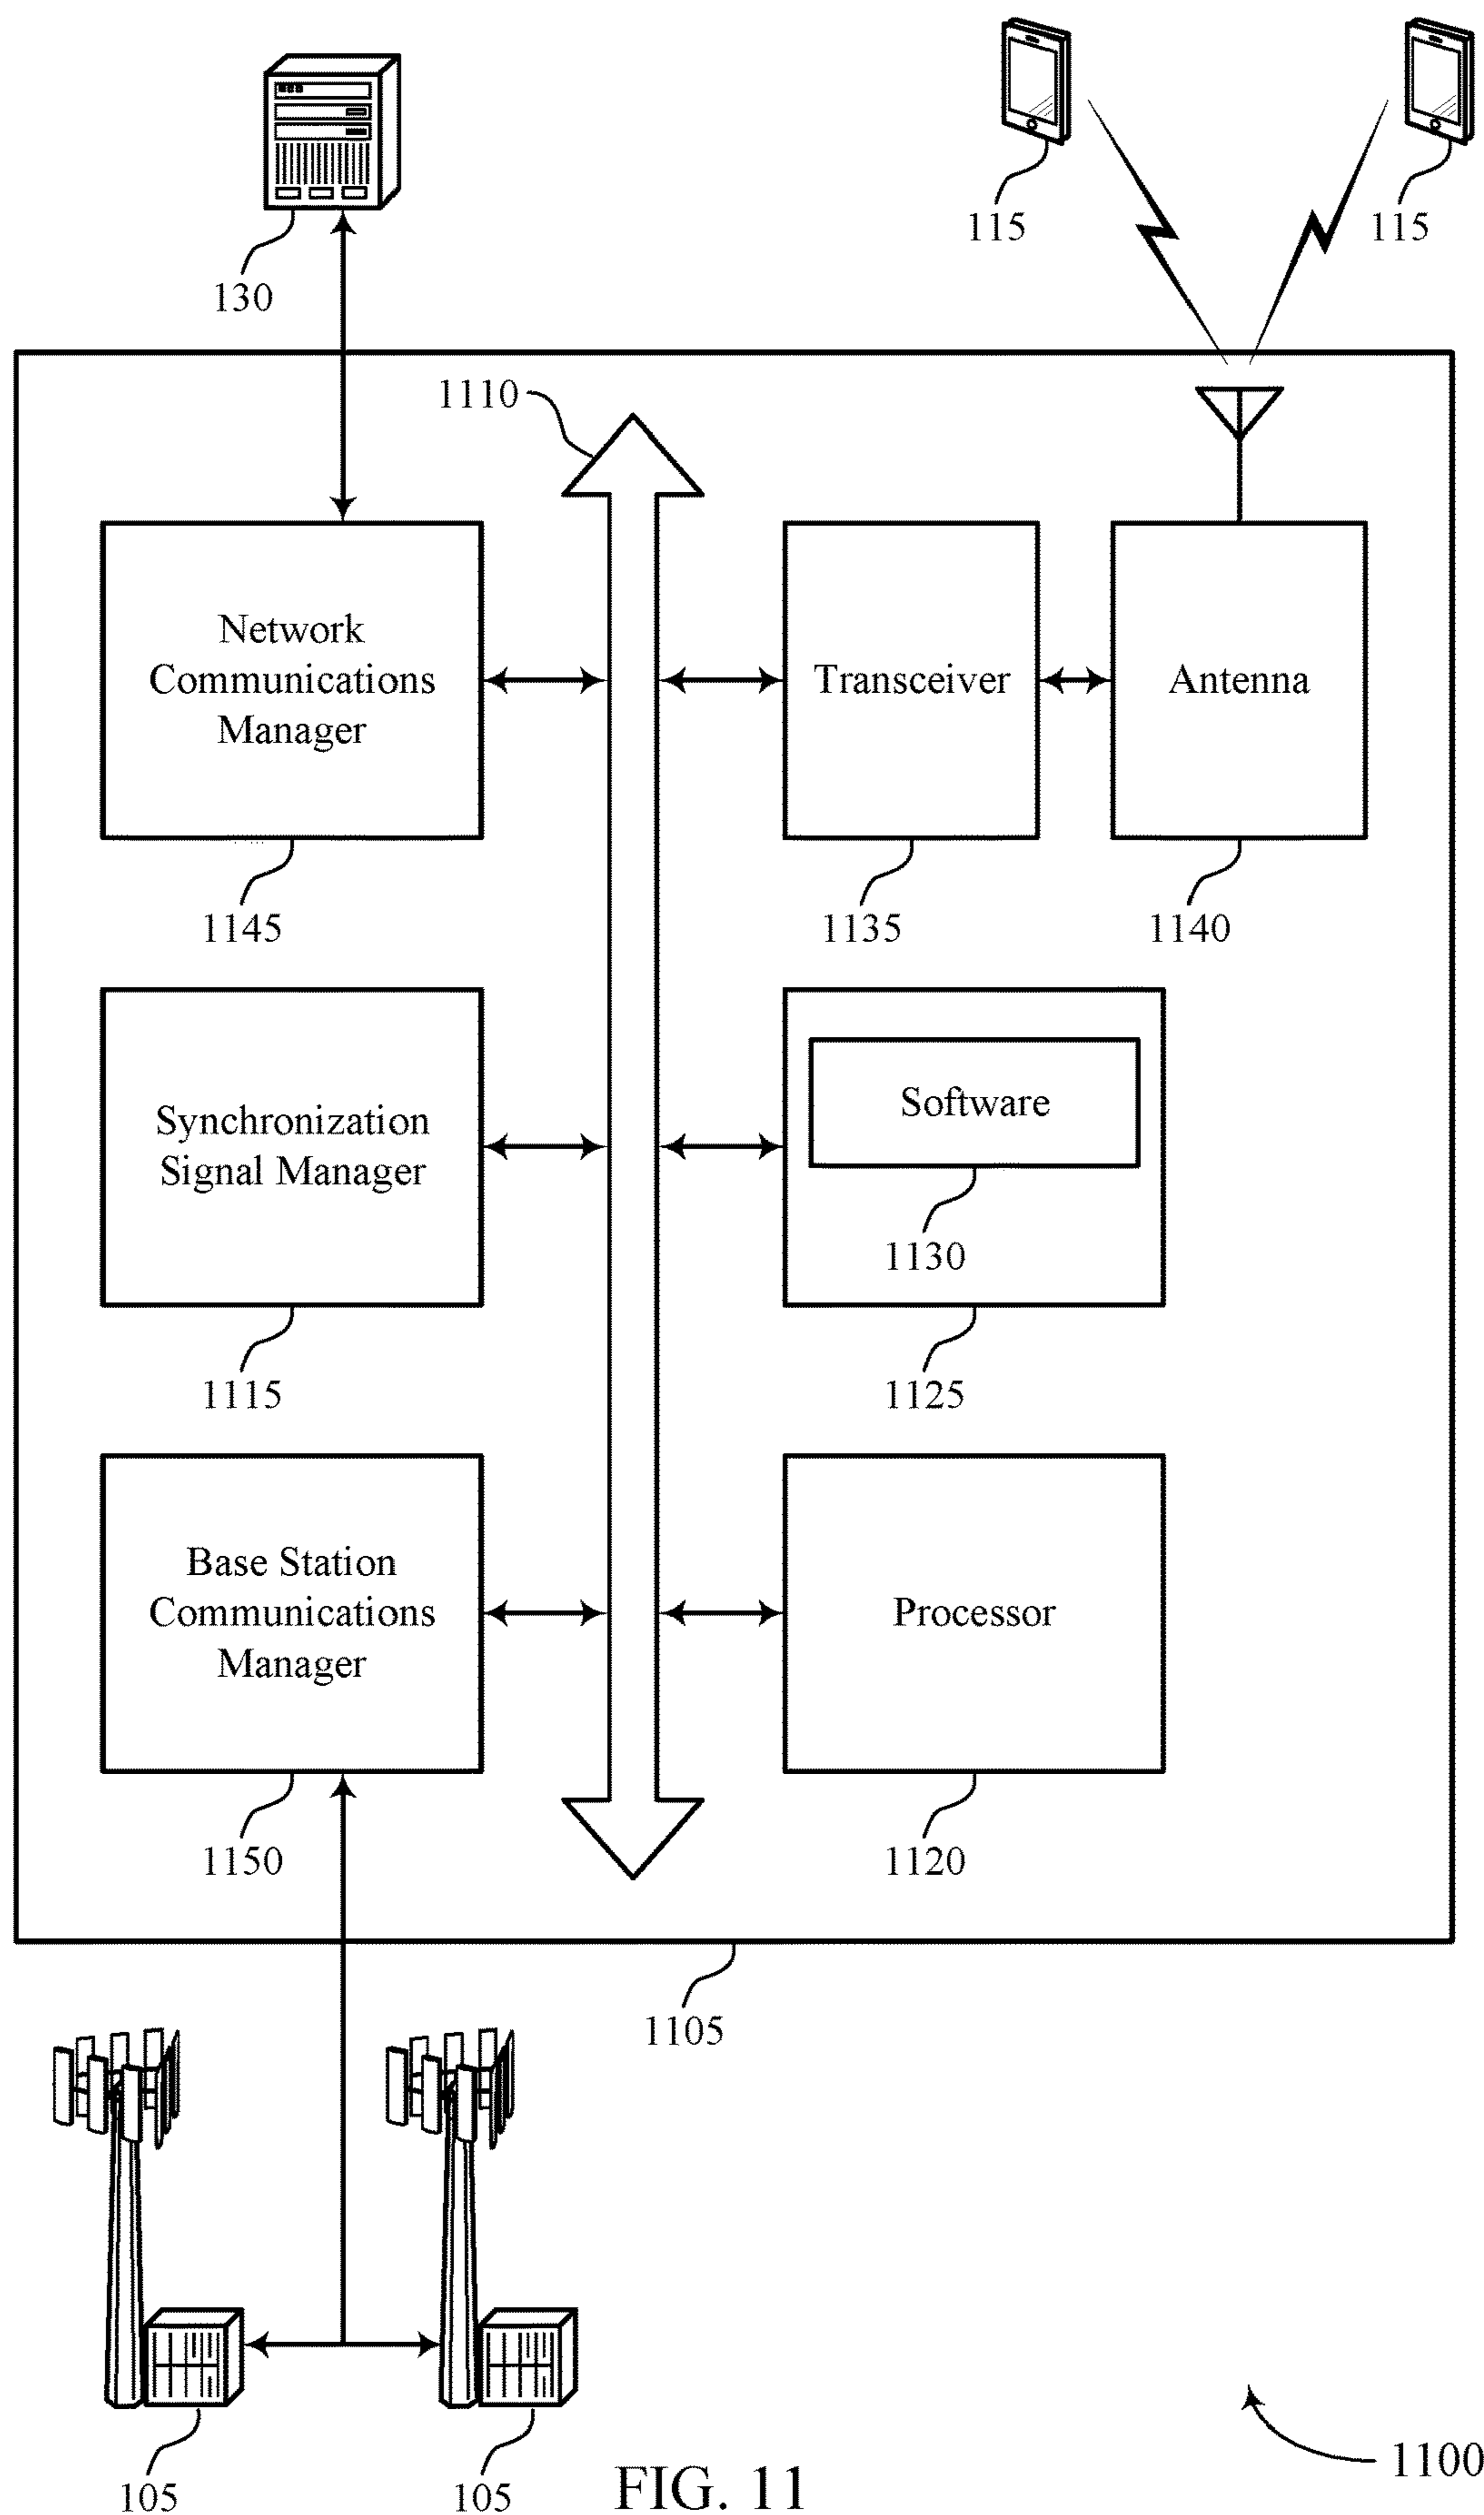 115
115
130
1110
Network
Communications
Manager
Transceiver
Antenna
1145
1135
1140
Synchronization
Signal Manager
Software
1130
1115
1125
Base Station
Communications
Manager
Processor
1150
1120
1105
105
105
FIG. 11
1100